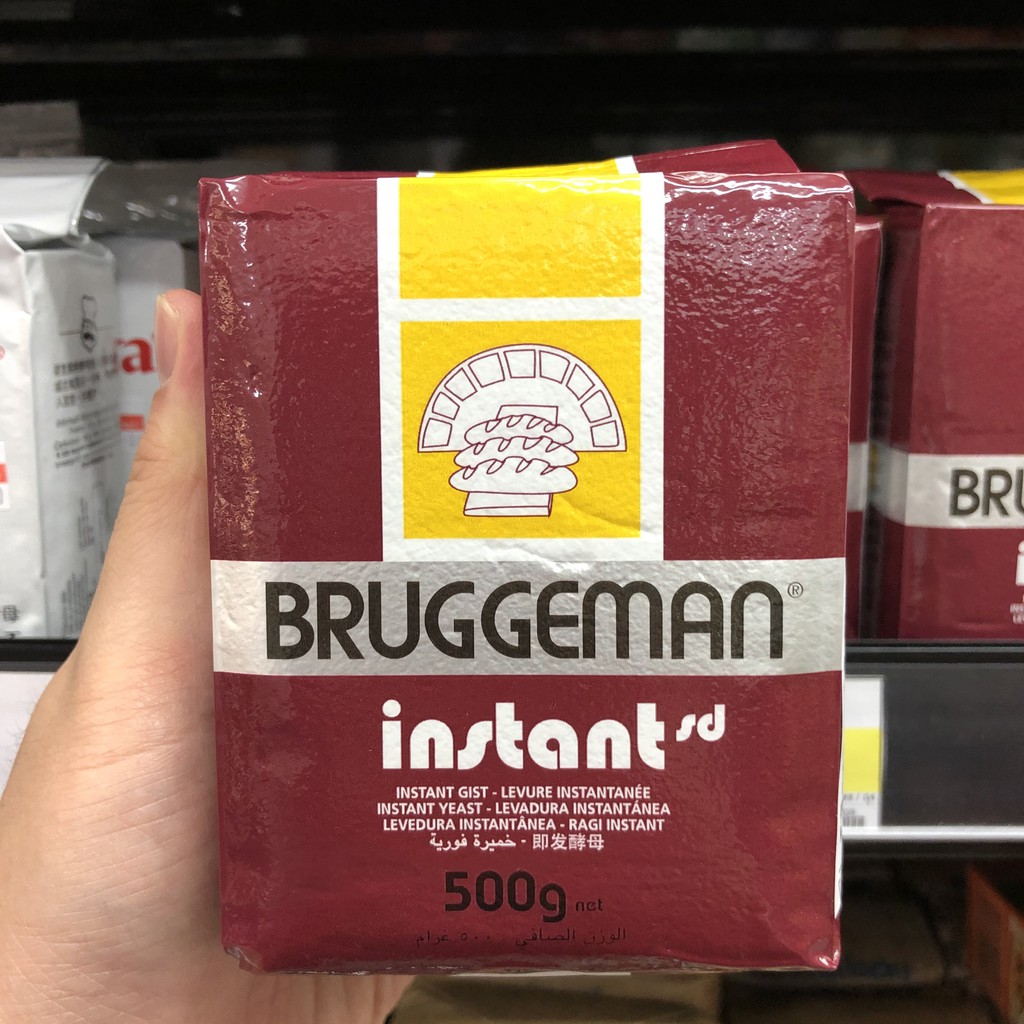 BRUGGEMAN®
instant sd
INSTANT GIST - LEVURE INSTANTANÉE
INSTANT YEAST - LEVADURA INSTANTÁNEA
LEVEDURA INSTANTÂNEA - RAGI INSTANT
خميرة فورية - 即发酵母
500g net
الوزن الصافي ٥٠٠ غرام
BRU